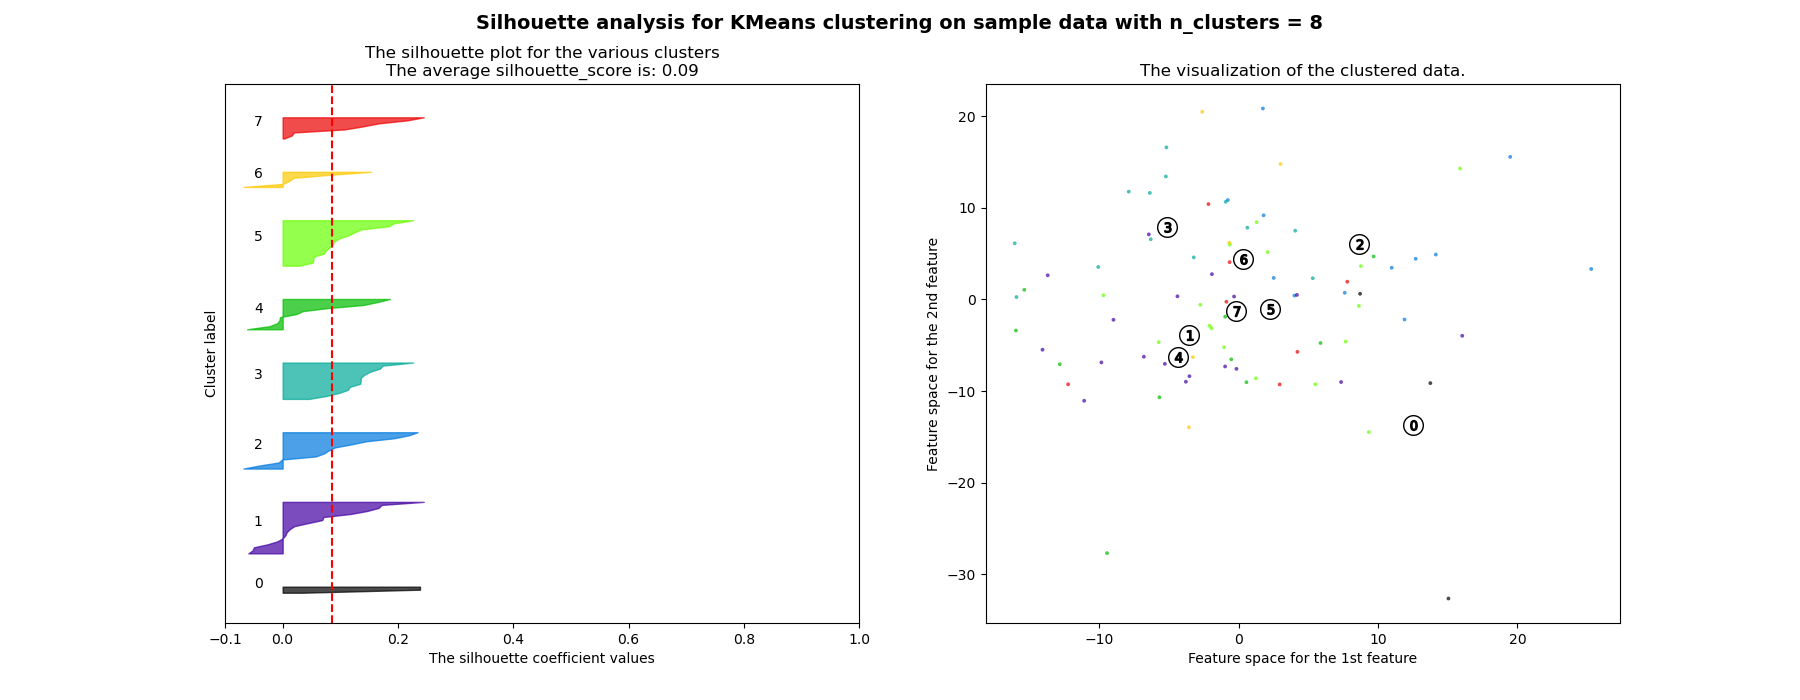 Silhouette analysis for KMeans clustering on sample data with n_clusters = 8
The silhouette plot for the various clusters
The average silhouette_score is: 0.09
7
6
5
4
3
2
1
0
Cluster label
−0.1 0.0 0.2 0.4 0.6 0.8 1.0
The silhouette coefficient values
The visualization of the clustered data.
20
10
0
−10
−20
−30
Feature space for the 2nd feature
3
2
6
7
5
1
4
0
−10 0 10 20
Feature space for the 1st feature